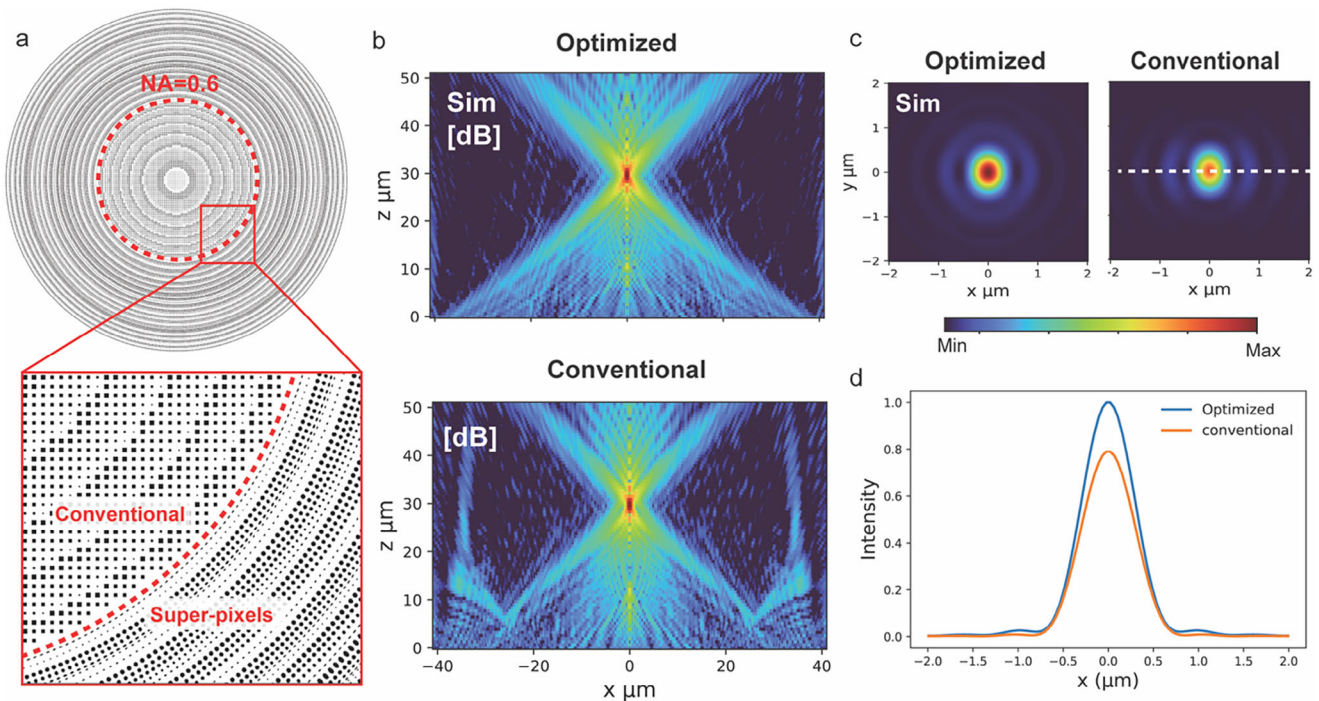 a
NA=0.6
Conventional
Super-pixels
b
Optimized
Sim
[dB]
50
40
30
20
10
0
z μm
Conventional
[dB]
50
40
30
20
10
0
z μm
−40
−20
0
20
40
x μm
c
Optimized
Conventional
Sim
2
1
0
−1
−2
y μm
−2
−1
0
1
2
x μm
−2
−1
0
1
2
x μm
Min
Max
d
Optimized
conventional
1.0
0.8
0.6
0.4
0.2
0.0
Intensity
−2.0
−1.5
−1.0
−0.5
0.0
0.5
1.0
1.5
2.0
x (μm)